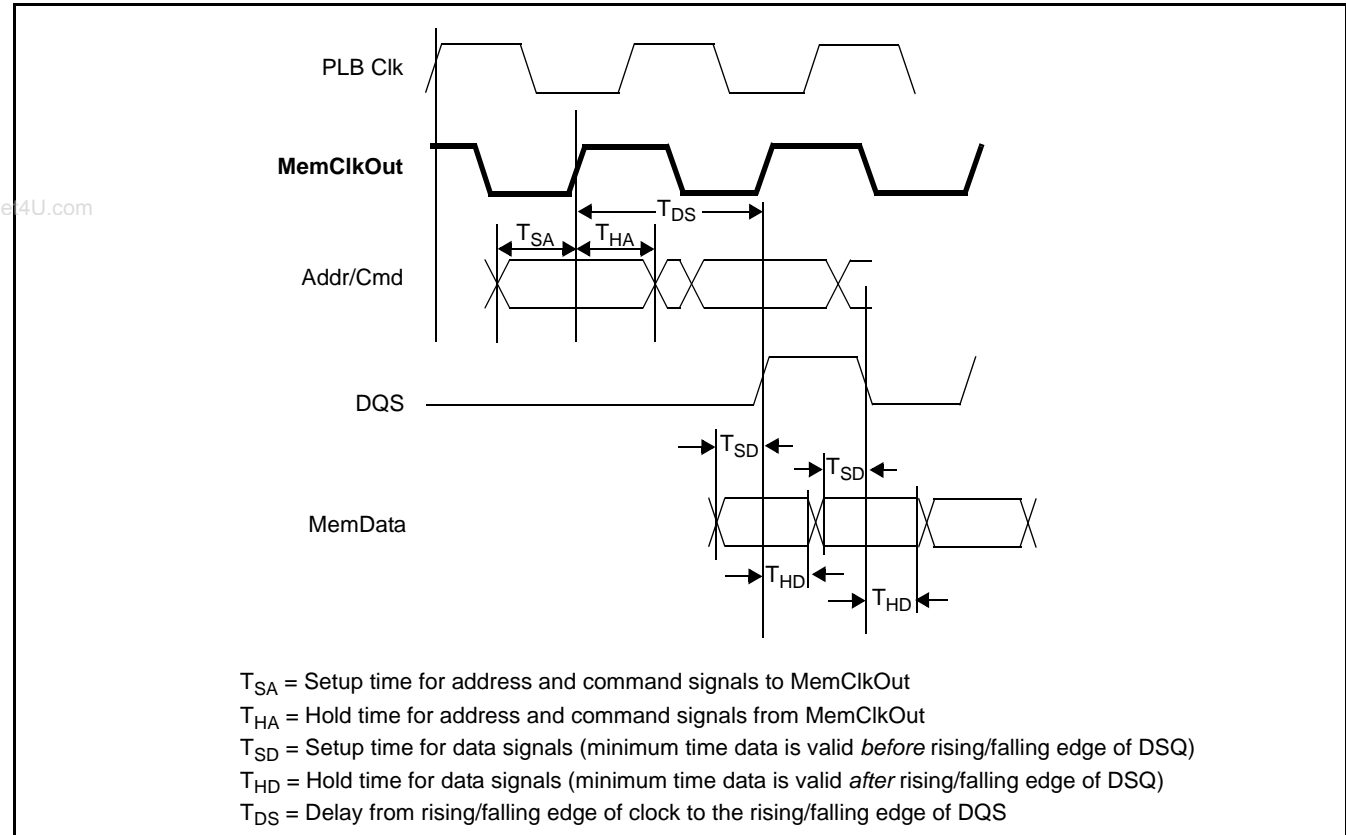 PLB Clk
MemClkOut
et4U.com
T_DS
T_SA
T_HA
Addr/Cmd
DQS
T_SD
T_SD
MemData
T_HD
T_HD
T_SA = Setup time for address and command signals to MemClkOut
T_HA = Hold time for address and command signals from MemClkOut
T_SD = Setup time for data signals (minimum time data is valid before rising/falling edge of DSQ)
T_HD = Hold time for data signals (minimum time data is valid after rising/falling edge of DSQ)
T_DS = Delay from rising/falling edge of clock to the rising/falling edge of DQS